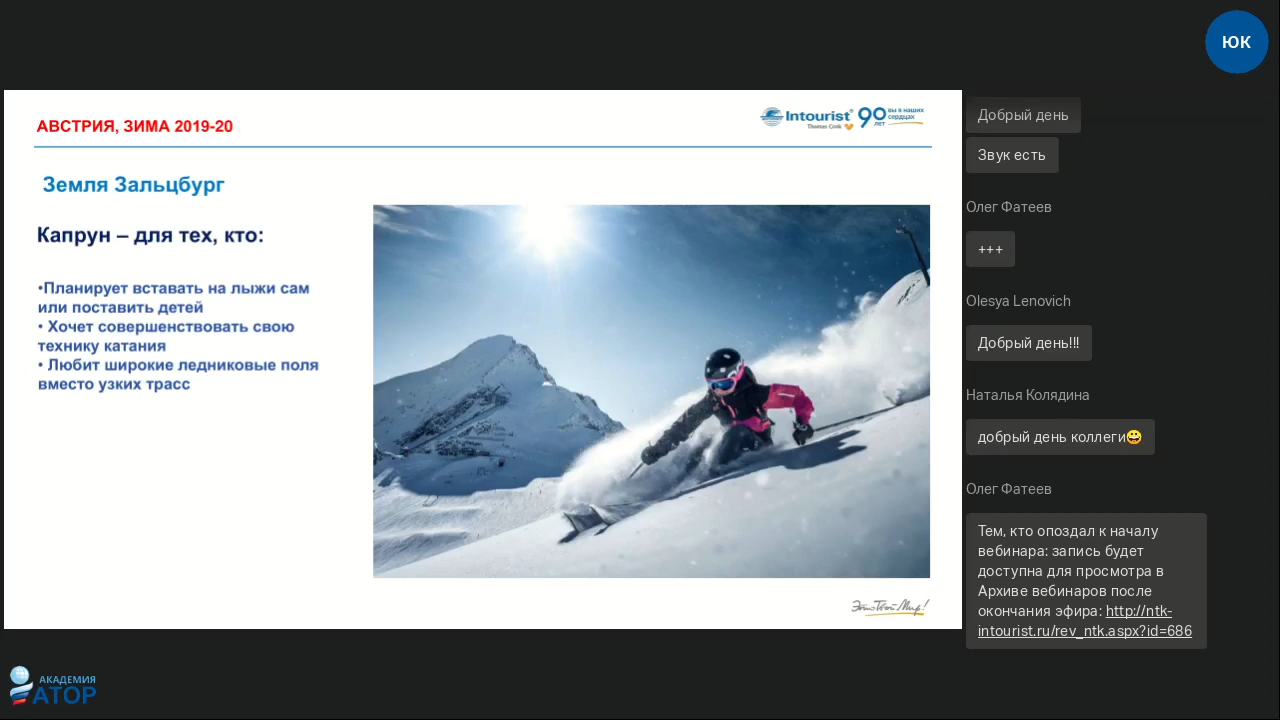 ЮК
АВСТРИЯ, ЗИМА 2019-20
Intourist
Thomas Cook
90 лет
вы в наших
сердцах
Земля Зальцбург
Капрун – для тех, кто:
•Планирует вставать на лыжи сам
или поставить детей
• Хочет совершенствовать свою
технику катания
• Любит широкие ледниковые поля
вместо узких трасс
Это Твой Мир!
Добрый день
Звук есть
Олег Фатеев
+++
Olesya Lenovich
Добрый день!!!
Наталья Колядина
добрый день коллеги😀
Олег Фатеев
Тем, кто опоздал к началу
вебинара: запись будет
доступна для просмотра в
Архиве вебинаров после
окончания эфира: http://ntk-
intourist.ru/rev_ntk.aspx?id=686
АКАДЕМИЯ
АТОР